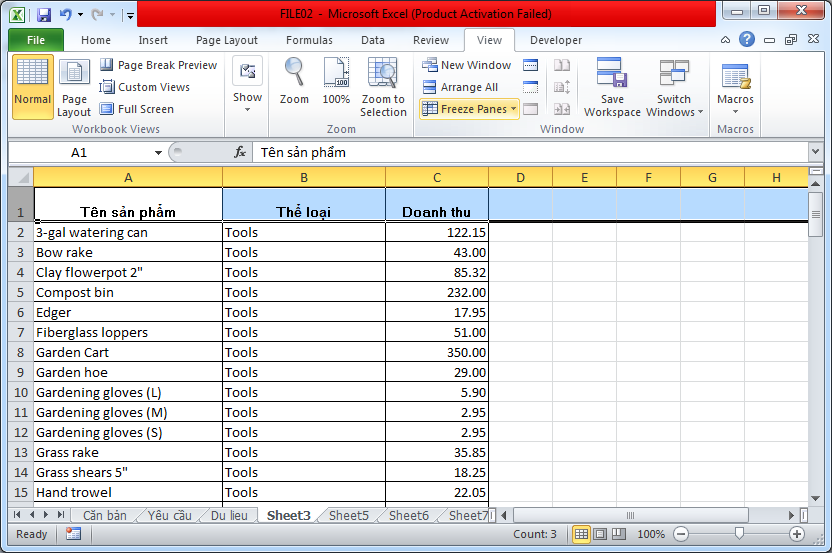 FILE02 - Microsoft Excel (Product Activation Failed)
File Home Insert Page Layout Formulas Data Review View Developer
Normal
Page Layout
Page Break Preview
Custom Views
Full Screen
Workbook Views
Show
Zoom
100%
Zoom to Selection
Zoom
New Window
Arrange All
Freeze Panes
Save Workspace
Switch Windows
Window
Macros
Macros
A1 fx Tên sản phẩm
A B C D E F G H
1 Tên sản phẩm Thể loại Doanh thu
2 3-gal watering can Tools 122.15
3 Bow rake Tools 43.00
4 Clay flowerpot 2" Tools 85.32
5 Compost bin Tools 232.00
6 Edger Tools 17.95
7 Fiberglass loppers Tools 51.00
8 Garden Cart Tools 350.00
9 Garden hoe Tools 29.00
10 Gardening gloves (L) Tools 5.90
11 Gardening gloves (M) Tools 2.95
12 Gardening gloves (S) Tools 2.95
13 Grass rake Tools 35.85
14 Grass shears 5" Tools 18.25
15 Hand trowel Tools 22.05
Căn bản Yêu cầu Du lieu Sheet3 Sheet5 Sheet6 Sheet7
Ready Count: 3 100%